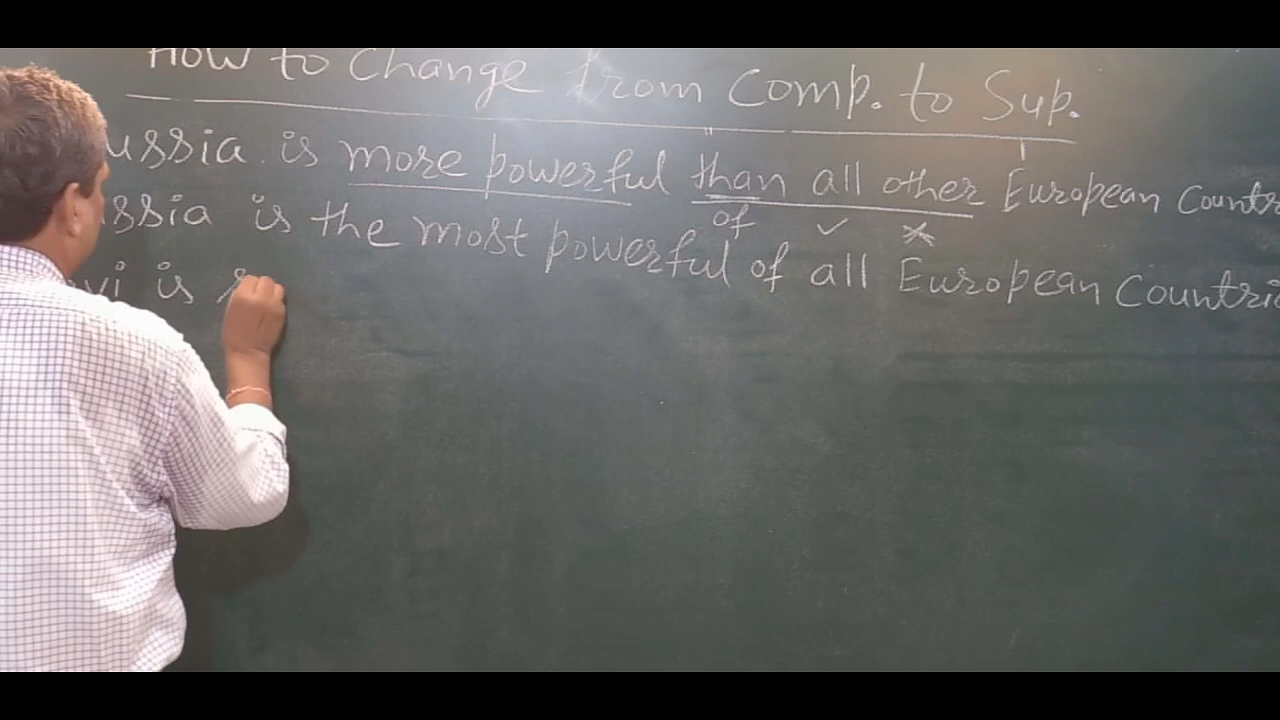 How to Change from Comp. to Sup.
ussia is more powerful than all other European Countr
of ✓ ×
ssia is the most powerful of all European Countri
vi is